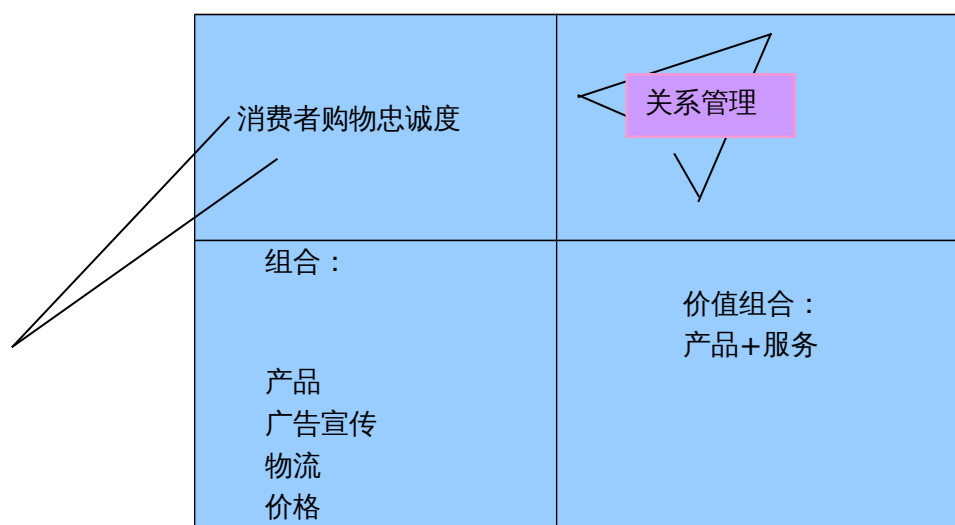 消费者购物忠诚度
关系管理
组合：
产品
广告宣传
物流
价格
价值组合：
产品+服务